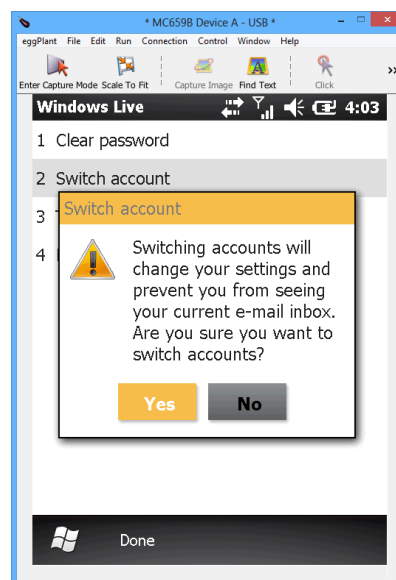 * MC659B Device A - USB *
eggPlant File Edit Run Connection Control Window Help
Enter Capture Mode Scale To Fit Capture Image Find Text Click
Windows Live 4:03
1 Clear password
2 Switch account
3
4
Switch account
Switching accounts will
change your settings and
prevent you from seeing
your current e-mail inbox.
Are you sure you want to
switch accounts?
Yes No
Done